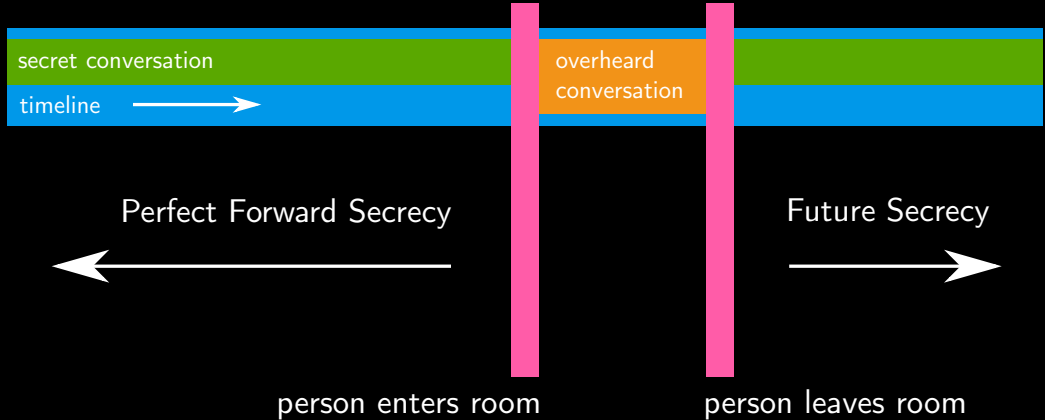 secret conversation
overheard
conversation
timeline
Perfect Forward Secrecy
Future Secrecy
person enters room
person leaves room